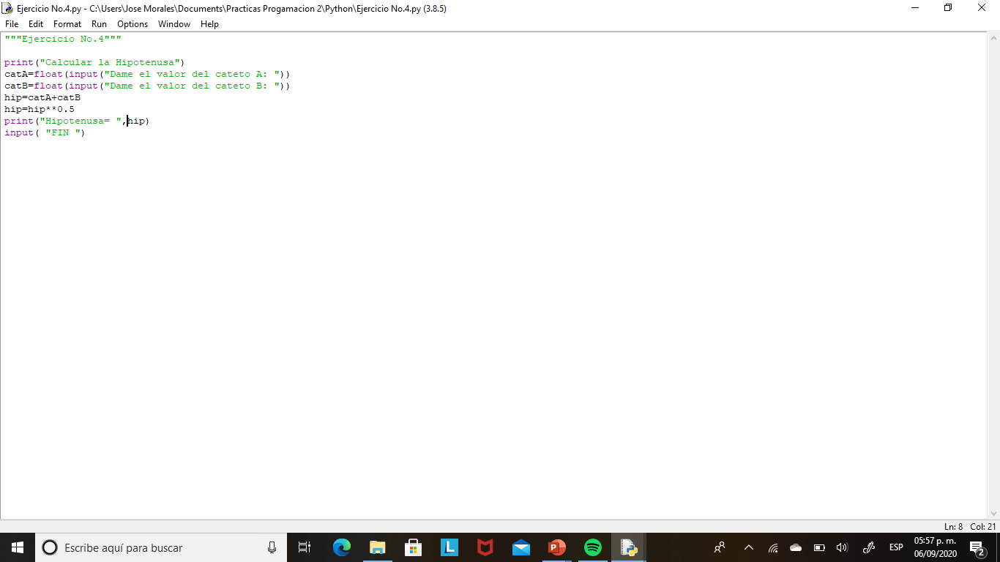 Ejercicio No.4.py - C:\Users\Jose Morales\Documents\Practicas Progamacion 2\Python\Ejercicio No.4.py (3.8.5)
File Edit Format Run Options Window Help
"""Ejercicio No.4"""
print("Calcular la Hipotenusa")
catA=float(input("Dame el valor del cateto A: "))
catB=float(input("Dame el valor del cateto B: "))
hip=catA+catB
hip=hip**0.5
print("Hipotenusa= ",hip)
input( "FIN ")
Ln: 8 Col: 21
Escribe aquí para buscar
L
P
ESP
05:57 p. m.
06/09/2020
2